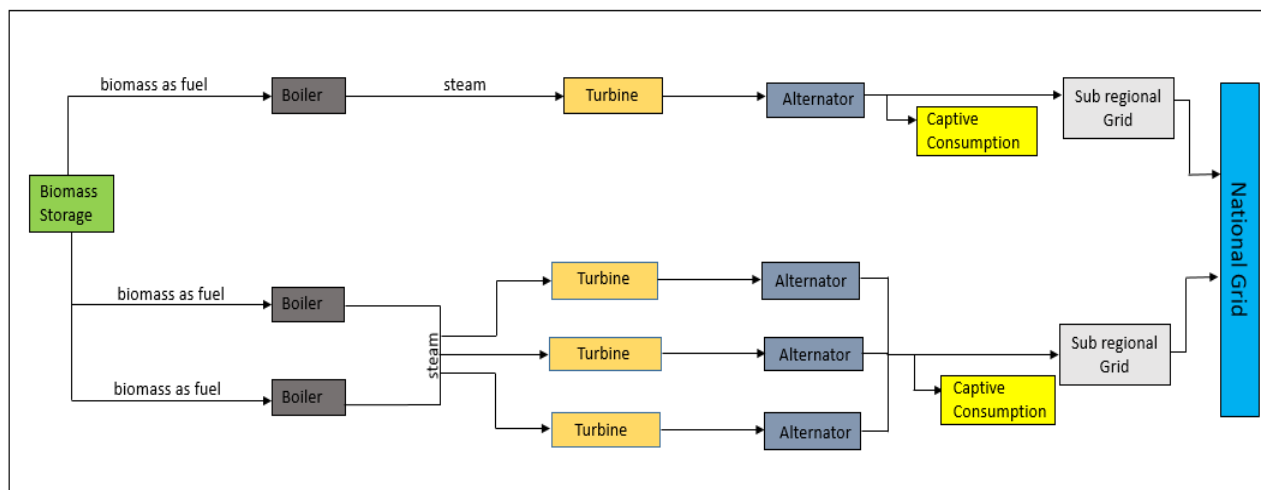 biomass as fuel
Boiler
steam
Turbine
Alternator
Captive
Consumption
Sub regional
Grid
Biomass
Storage
National Grid
biomass as fuel
Boiler
steam
Turbine
Alternator
Turbine
Alternator
Sub regional
Grid
biomass as fuel
Boiler
Captive
Consumption
Turbine
Alternator